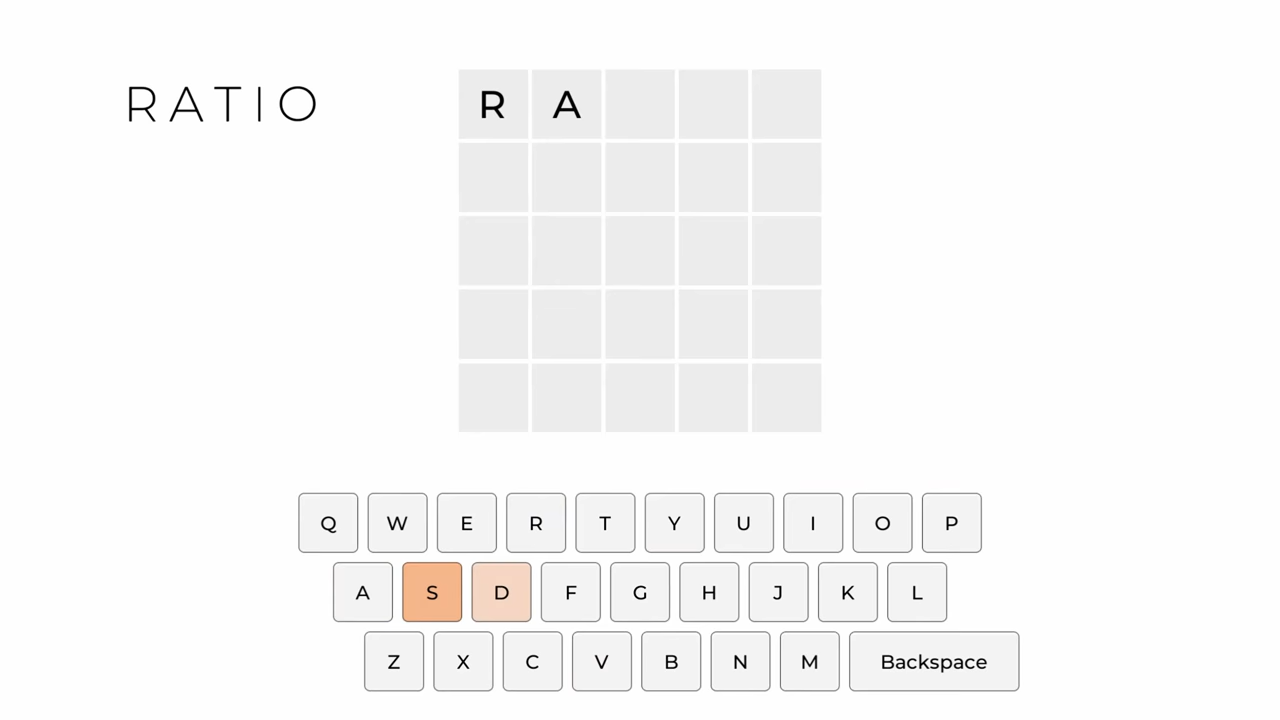 RATIO
R A
Q W E R T Y U I O P
A S D F G H J K L
Z X C V B N M Backspace